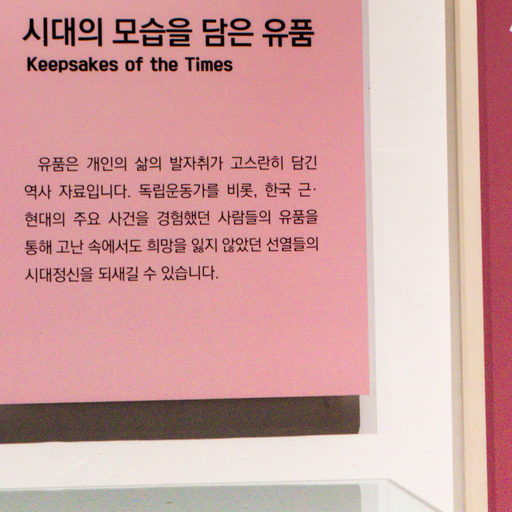 시대의 모습을 담은 유품
Keepsakes of the Times
유품은 개인의 삶의 발자취가 고스란히 담긴
역사 자료입니다. 독립운동가를 비롯, 한국 근·
현대의 주요 사건을 경험했던 사람들의 유품을
통해 고난 속에서도 희망을 잃지 않았던 선열들의
시대정신을 되새길 수 있습니다.